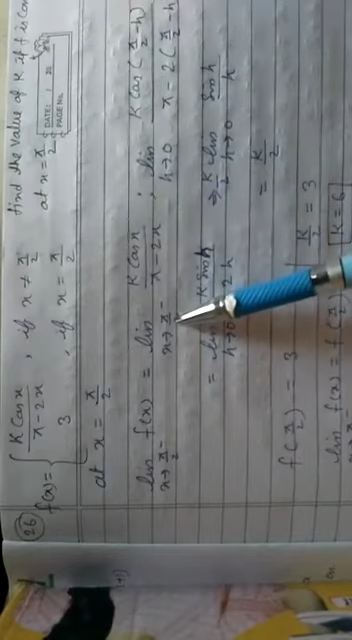 (26) f(x) = { K Cos x / π - 2x , if x ≠ π/2 find the value of K if f is Con
3 , if x = π/2 at x = π/2
DATE: / 20
PAGE NO.
at x = π/2
lim x→π/2⁻ f(x) = lim x→π/2⁻ K Cos x / π - 2x ; lim h→0 K Cos (π/2 - h) / π - 2 (π/2 - h
= lim h→0 K sin h / 2h ⇒ K/2 lim h→0 sin h / h
= K/2
f(π/2) = 3
K/2 = 3
lim x→π⁻ f(x) = f(π/2) K = 6